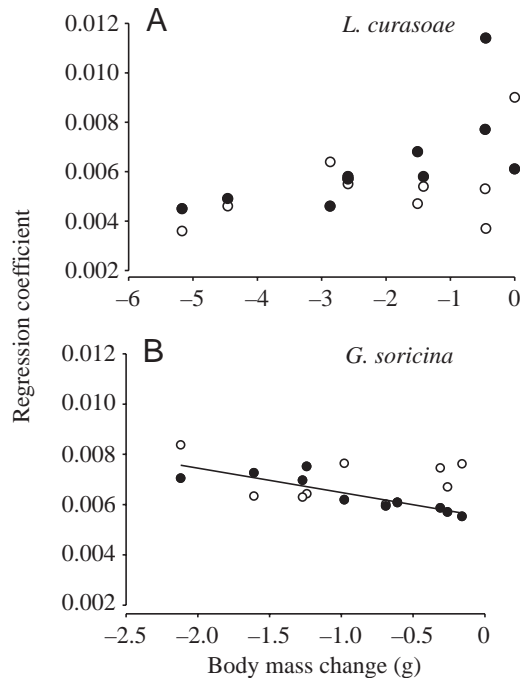 A
L. curasoae
0.012
0.010
0.008
0.006
0.004
0.002
−6 −5 −4 −3 −2 −1 0
Regression coefficient
B
G. soricina
0.012
0.010
0.008
0.006
0.004
0.002
−2.5 −2.0 −1.5 −1.0 −0.5 0
Body mass change (g)